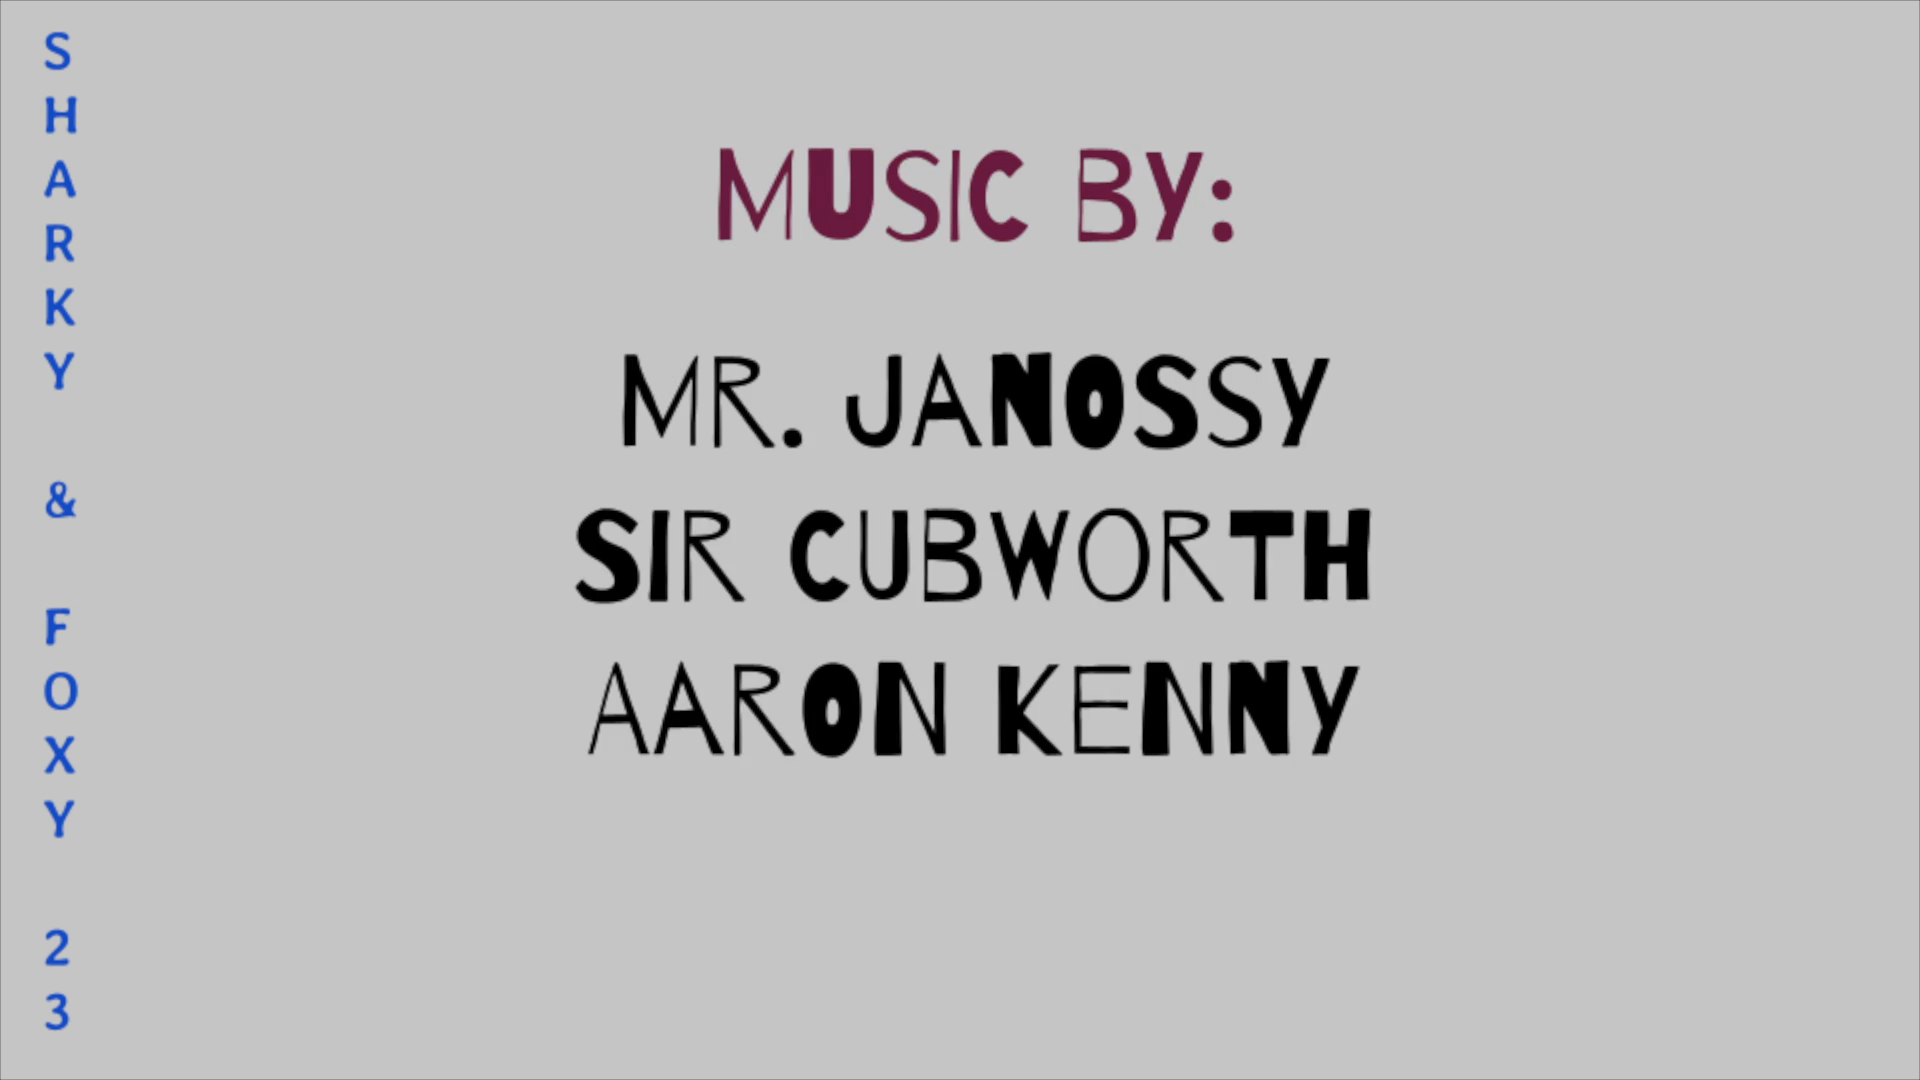 SHARKY & FOXY 23
MUSIC BY:
MR. JANOSSY
SIR CUBWORTH
AARON KENNY